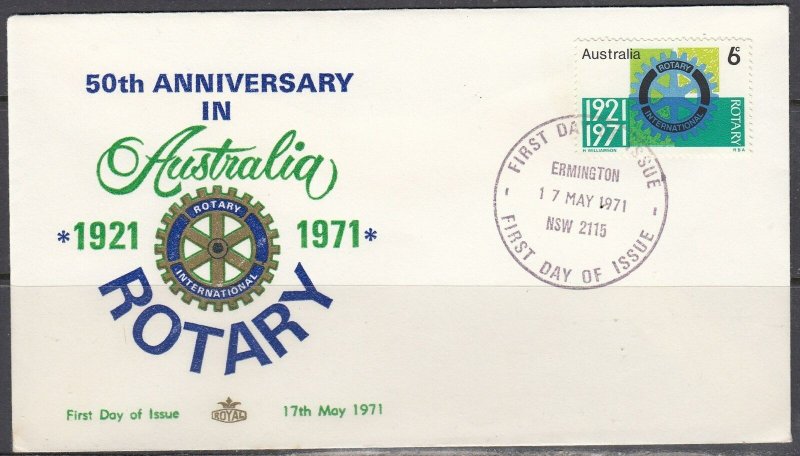 50th ANNIVERSARY
IN
Australia
*1921 1971*
ROTARY
INTERNATIONAL
ROTARY
First Day of Issue ROYAL 17th May 1971
Australia 6c
ROTARY
INTERNATIONAL
1921
1971
ROTARY
H WILLIAMSON RBA
FIRST DAY OF ISSUE
ERMINGTON
17 MAY 1971
NSW 2115
FIRST DAY OF ISSUE